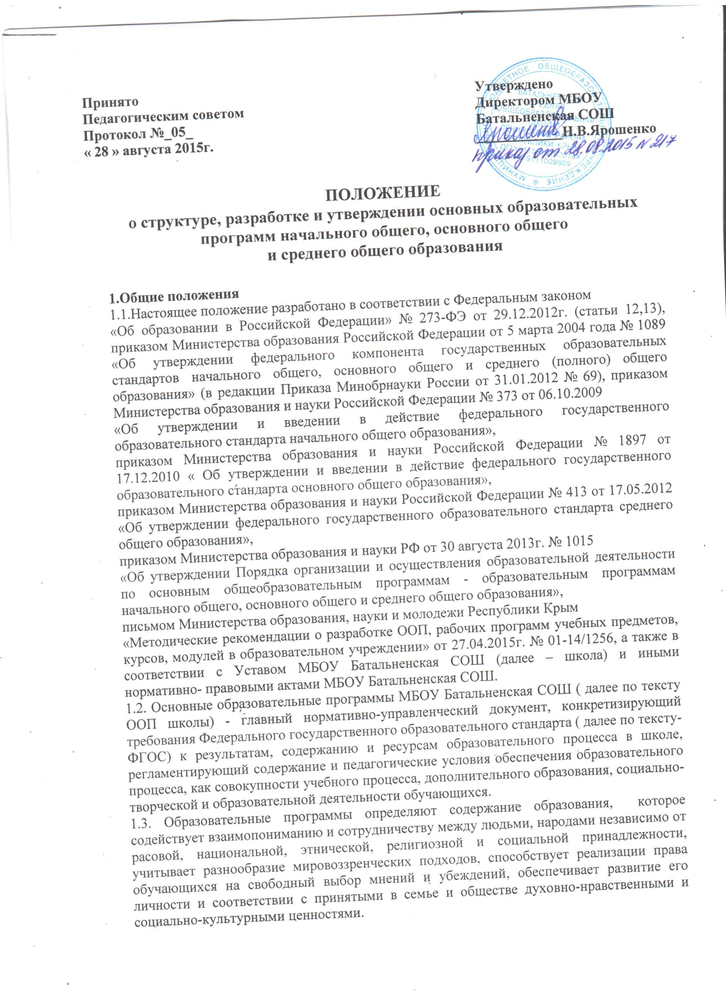 Принято
Педагогическим советом
Протокол №_05_
« 28 » августа 2015г.
Утверждено
Директором МБОУ
Батальненская СОШ
____________Н.В.Ярошенко
приказ от 28.08.2015 N 217
ПОЛОЖЕНИЕ
о структуре, разработке и утверждении основных образовательных
программ начального общего, основного общего
и среднего общего образования
1.Общие положения
1.1.Настоящее положение разработано в соответствии с Федеральным законом
«Об образовании в Российской Федерации» № 273-ФЭ от 29.12.2012г. (статьи 12,13),
приказом Министерства образования Российской Федерации от 5 марта 2004 года № 1089
«Об утверждении федерального компонента государственных образовательных
стандартов начального общего, основного общего и среднего (полного) общего
образования» (в редакции Приказа Минобрнауки России от 31.01.2012 № 69), приказом
Министерства образования и науки Российской Федерации № 373 от 06.10.2009
«Об утверждении и введении в действие федерального государственного
образовательного стандарта начального общего образования»,
приказом Министерства образования и науки Российской Федерации № 1897 от
17.12.2010 « Об утверждении и введении в действие федерального государственного
образовательного стандарта основного общего образования»,
приказом Министерства образования и науки Российской Федерации № 413 от 17.05.2012
«Об утверждении федерального государственного образовательного стандарта среднего
общего образования»,
приказом Министерства образования и науки РФ от 30 августа 2013г. № 1015
«Об утверждении Порядка организации и осуществления образовательной деятельности
по основным общеобразовательным программам - образовательным программам
начального общего, основного общего и среднего общего образования»,
письмом Министерства образования, науки и молодежи Республики Крым
«Методические рекомендации о разработке ООП, рабочих программ учебных предметов,
курсов, модулей в образовательном учреждении» от 27.04.2015г. № 01-14/1256, а также в
соответствии с Уставом МБОУ Батальненская СОШ (далее – школа) и иными
нормативно- правовыми актами МБОУ Батальненская СОШ.
1.2. Основные образовательные программы МБОУ Батальненская СОШ ( далее по тексту
ООП школы) - главный нормативно-управленческий документ, конкретизирующий
требования Федерального государственного образовательного стандарта ( далее по тексту-
ФГОС) к результатам, содержанию и ресурсам образовательного процесса в школе,
регламентирующий содержание и педагогические условия обеспечения образовательного
процесса, как совокупности учебного процесса, дополнительного образования, социально-
творческой и образовательной деятельности обучающихся.
1.3. Образовательные программы определяют содержание образования, которое
содействует взаимопониманию и сотрудничеству между людьми, народами независимо от
расовой, национальной, этнической, религиозной и социальной принадлежности,
учитывает разнообразие мировоззренческих подходов, способствует реализации права
обучающихся на свободный выбор мнений и убеждений, обеспечивает развитие его
личности и соответствии с принятыми в семье и обществе духовно-нравственными и
социально-культурными ценностями.